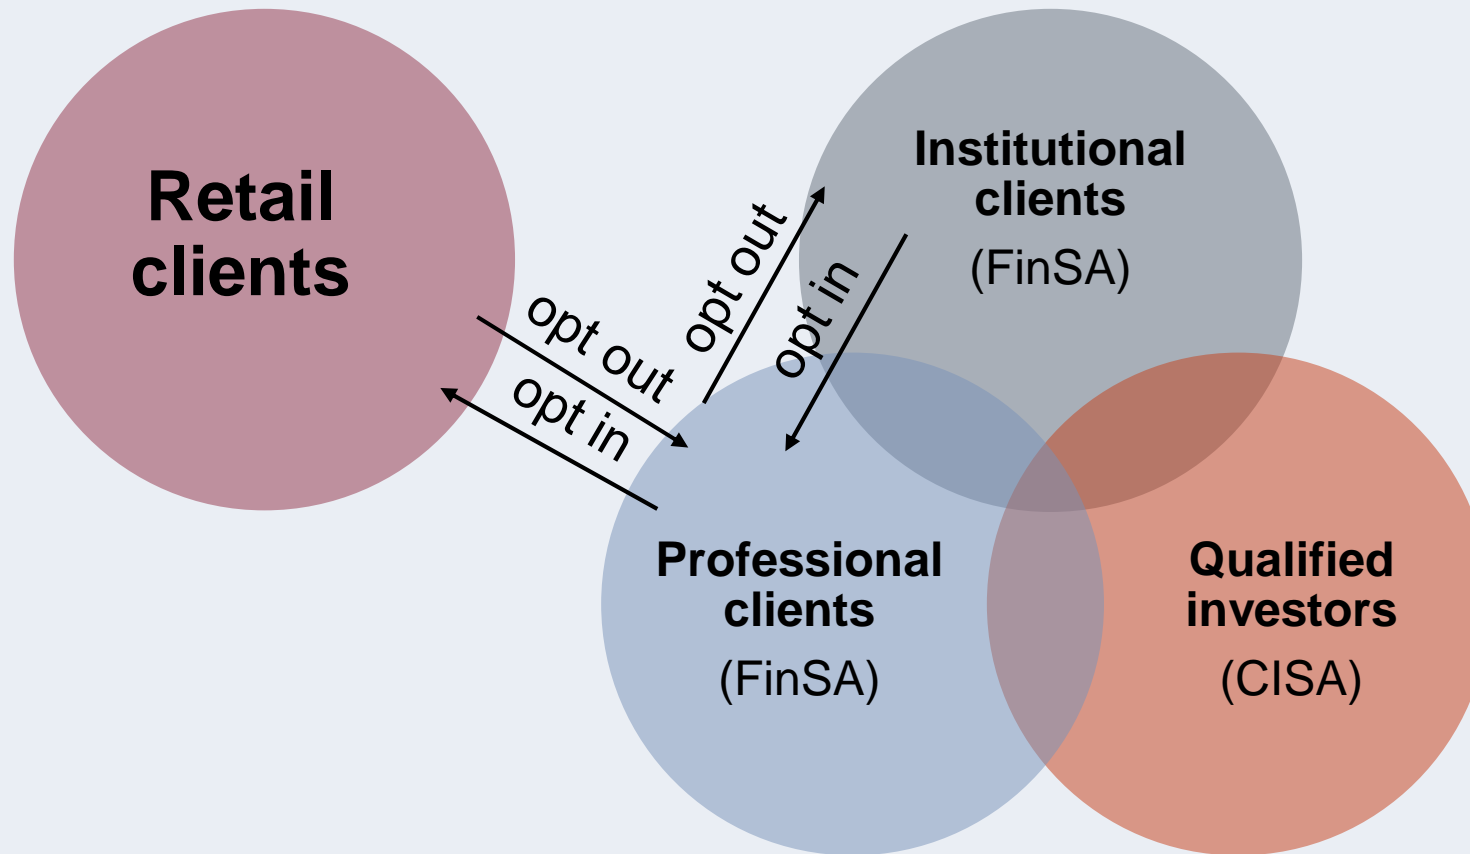 Retail
clients
opt out
opt in
opt out
opt in
Institutional
clients
(FinSA)
Professional
clients
(FinSA)
Qualified
investors
(CISA)